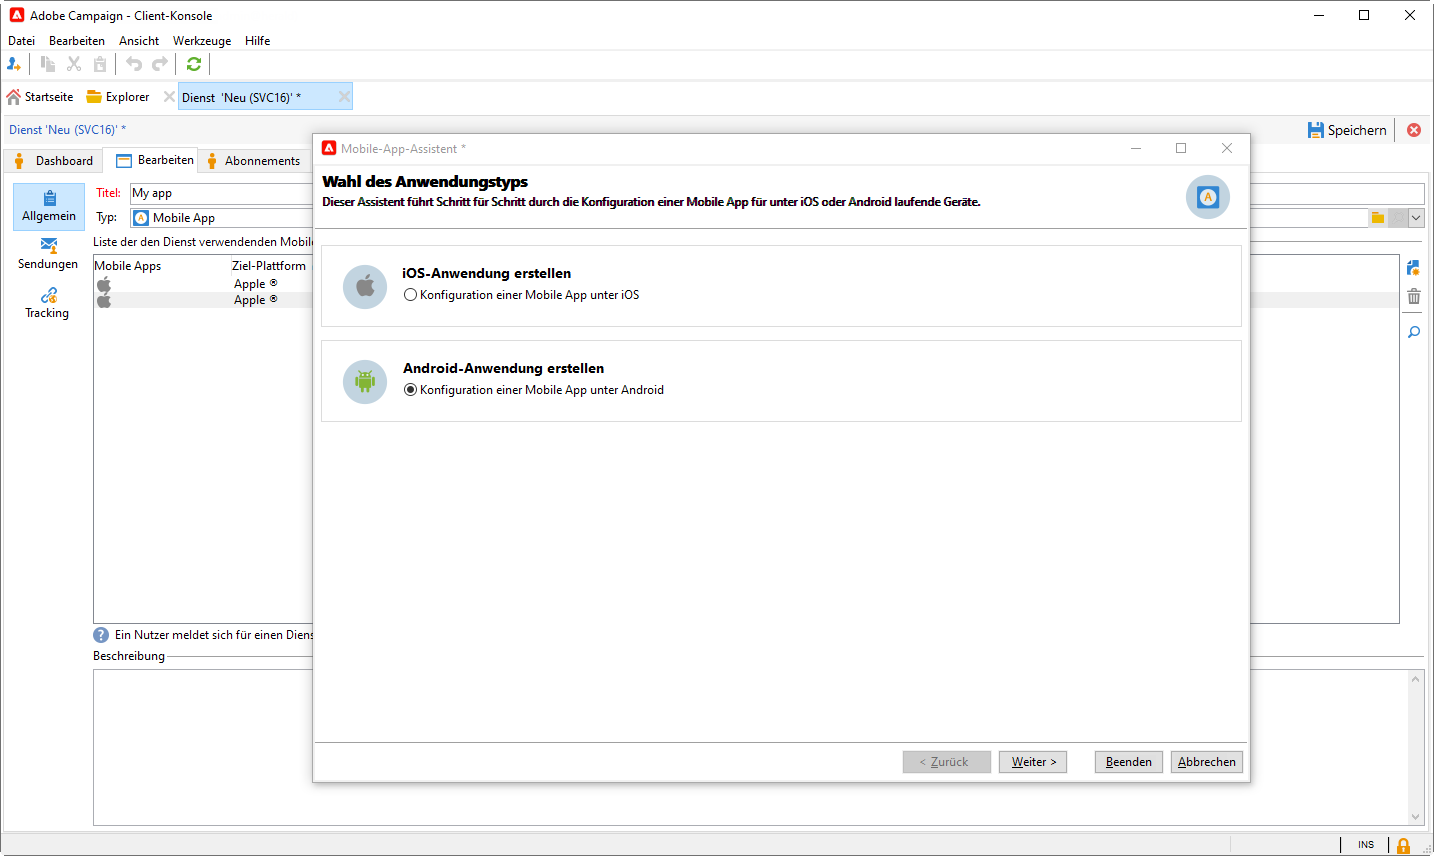 Adobe Campaign - Client-Konsole
Datei Bearbeiten Ansicht Werkzeuge Hilfe
Startseite Explorer Dienst 'Neu (SVC16)' *
Dienst 'Neu (SVC16)' *
Speichern
Dashboard Bearbeiten Abonnements
Allgemein
Sendungen
Tracking
Titel: My app
Typ: Mobile App
Liste der den Dienst verwendenden Mobil
Mobile Apps Ziel-Plattform
Apple ®
Apple ®
Ein Nutzer meldet sich für einen Diens
Beschreibung
Mobile-App-Assistent *
Wahl des Anwendungstyps
Dieser Assistent führt Schritt für Schritt durch die Konfiguration einer Mobile App für unter iOS oder Android laufende Geräte.
iOS-Anwendung erstellen
Konfiguration einer Mobile App unter iOS
Android-Anwendung erstellen
Konfiguration einer Mobile App unter Android
< Zurück Weiter > Beenden Abbrechen
INS